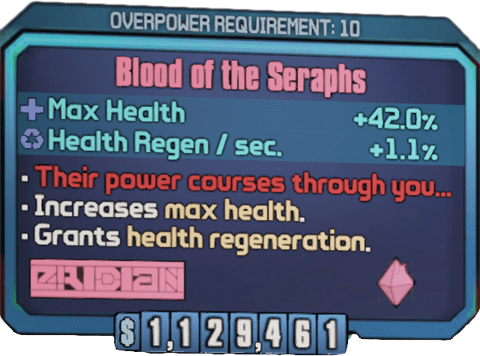 OVERPOWER REQUIREMENT: 10
Blood of the Seraphs
Max Health +42.0%
Health Regen / sec. +1.1%
• Their power courses through you...
• Increases max health.
• Grants health regeneration.
ERIDIAN
$1,129,461